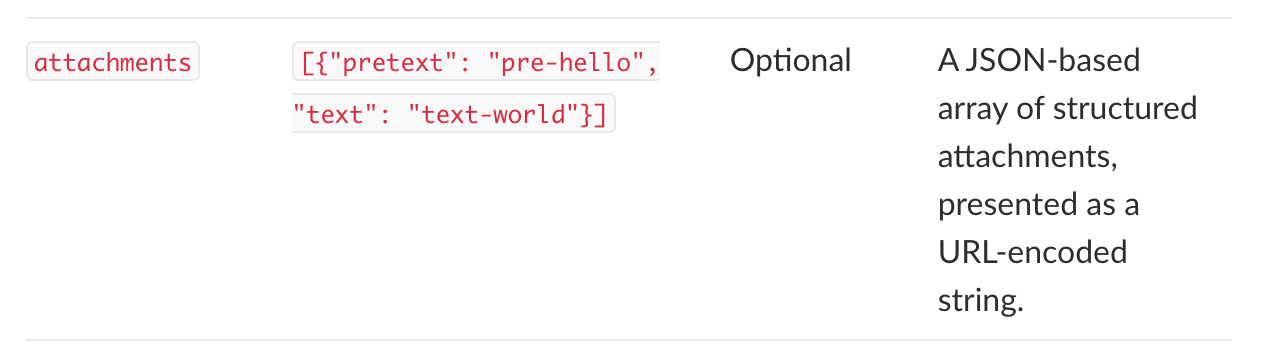 attachments
[{"pretext": "pre-hello",
"text": "text-world"}]
Optional
A JSON-based
array of structured
attachments,
presented as a
URL-encoded
string.